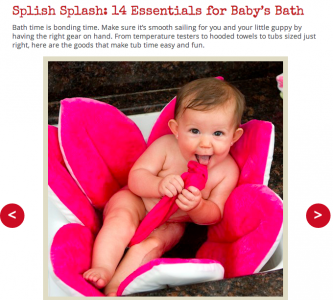 Splish Splash: 14 Essentials for Baby's Bath
Bath time is bonding time. Make sure it's smooth sailing for you and your little guppy by
having the right gear on hand. From temperature testers to hooded towels to tubs sized just
right, here are the goods that make tub time easy and fun.
<
>